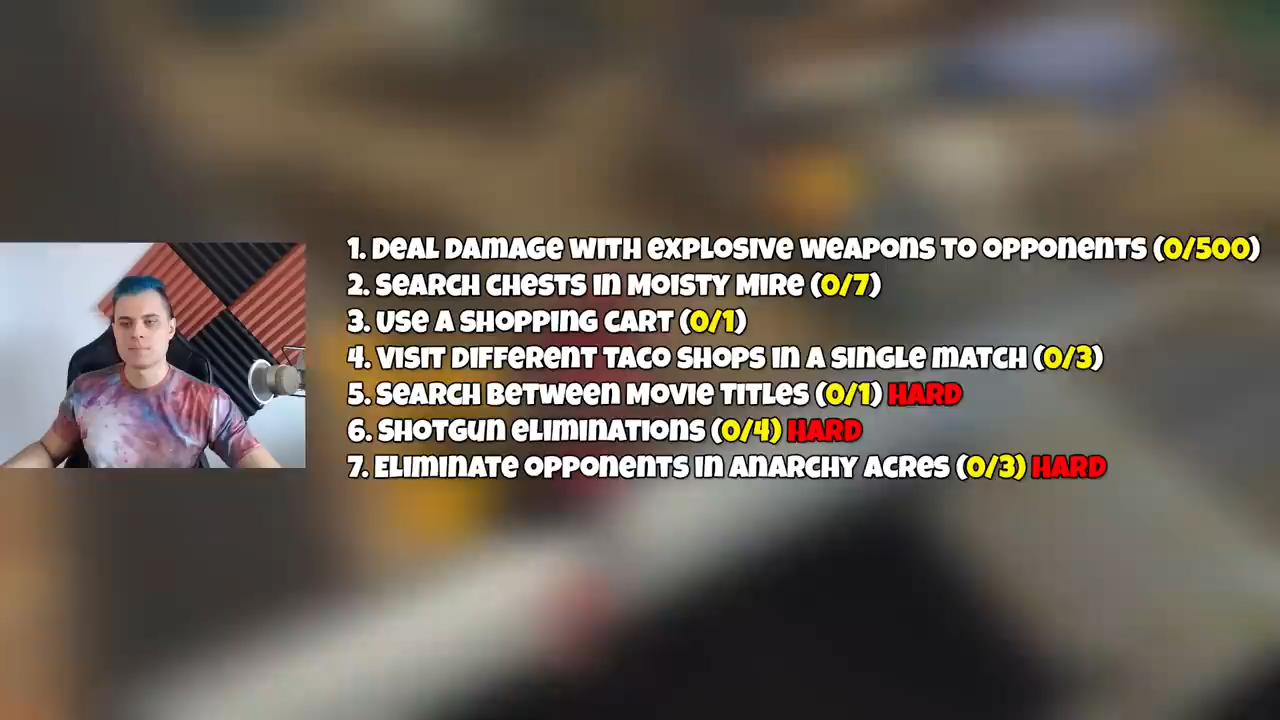 1. Deal damage with explosive weapons to opponents (0/500)
2. Search chests in Moisty Mire (0/7)
3. Use a shopping cart (0/1)
4. Visit different taco shops in a single match (0/3)
5. Search between movie titles (0/1) HARD
6. Shotgun eliminations (0/4) HARD
7. Eliminate opponents in Anarchy Acres (0/3) HARD